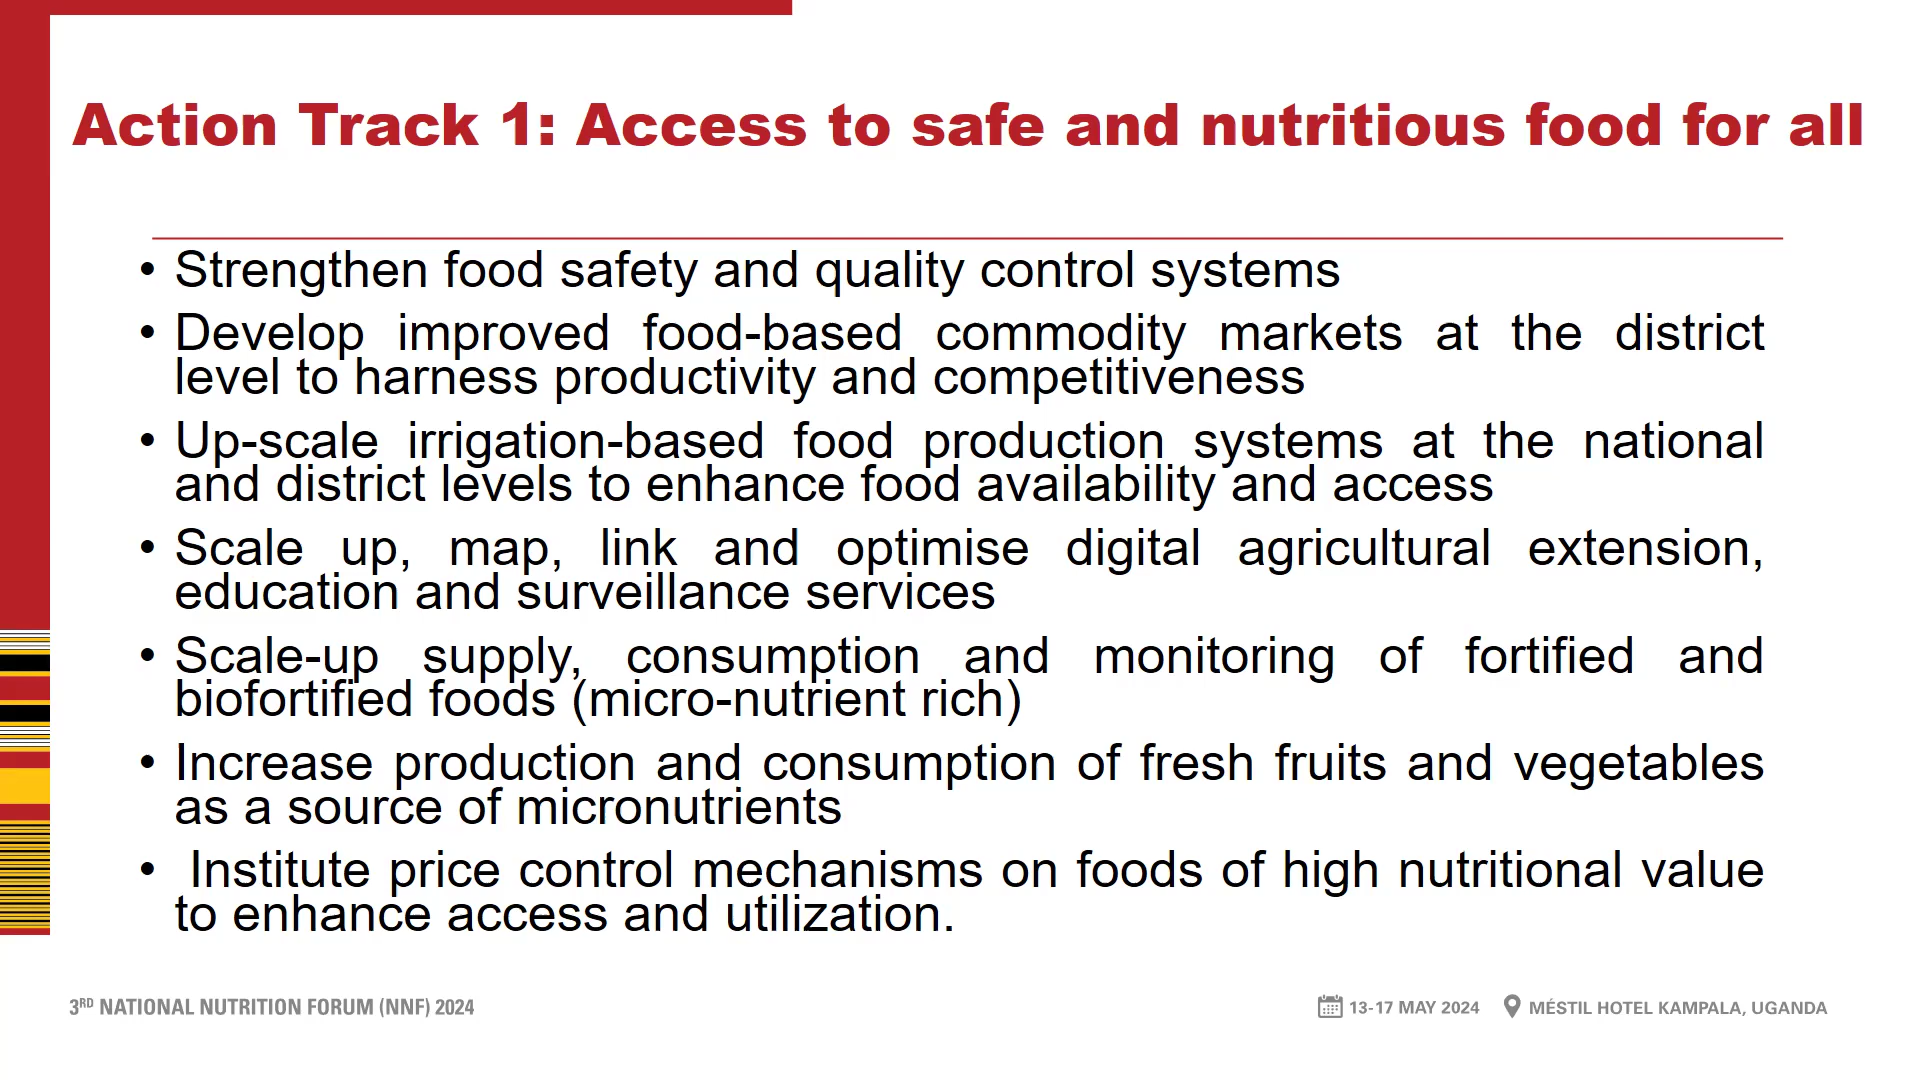 Action Track 1: Access to safe and nutritious food for all
• Strengthen food safety and quality control systems
• Develop improved food-based commodity markets at the district
level to harness productivity and competitiveness
• Up-scale irrigation-based food production systems at the national
and district levels to enhance food availability and access
• Scale up, map, link and optimise digital agricultural extension,
education and surveillance services
• Scale-up supply, consumption and monitoring of fortified and
biofortified foods (micro-nutrient rich)
• Increase production and consumption of fresh fruits and vegetables
as a source of micronutrients
• Institute price control mechanisms on foods of high nutritional value
to enhance access and utilization.
3RD NATIONAL NUTRITION FORUM (NNF) 2024
13-17 MAY 2024
MÉSTIL HOTEL KAMPALA, UGANDA